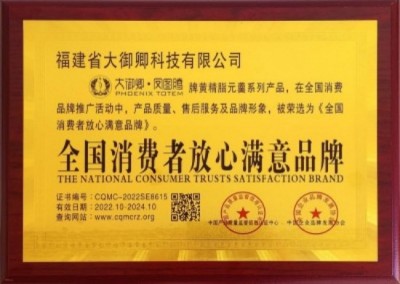 福建省大御卿科技有限公司
大御卿·凤图腾 牌黄精脂元薷系列产品，在全国消费
PHOENIX TOTEM
品牌推广活动中，产品质量、售后服务及品牌形象，被荣选为《全国
消费者放心满意品牌》。
全国消费者放心满意品牌
THE NATIONAL CONSUMER TRUSTS SATISFACTION BRAND
证书编号：CQMC-2022SE8615
有效日期：2022.10-2024.10
查询网站：www.cqmcrz.org